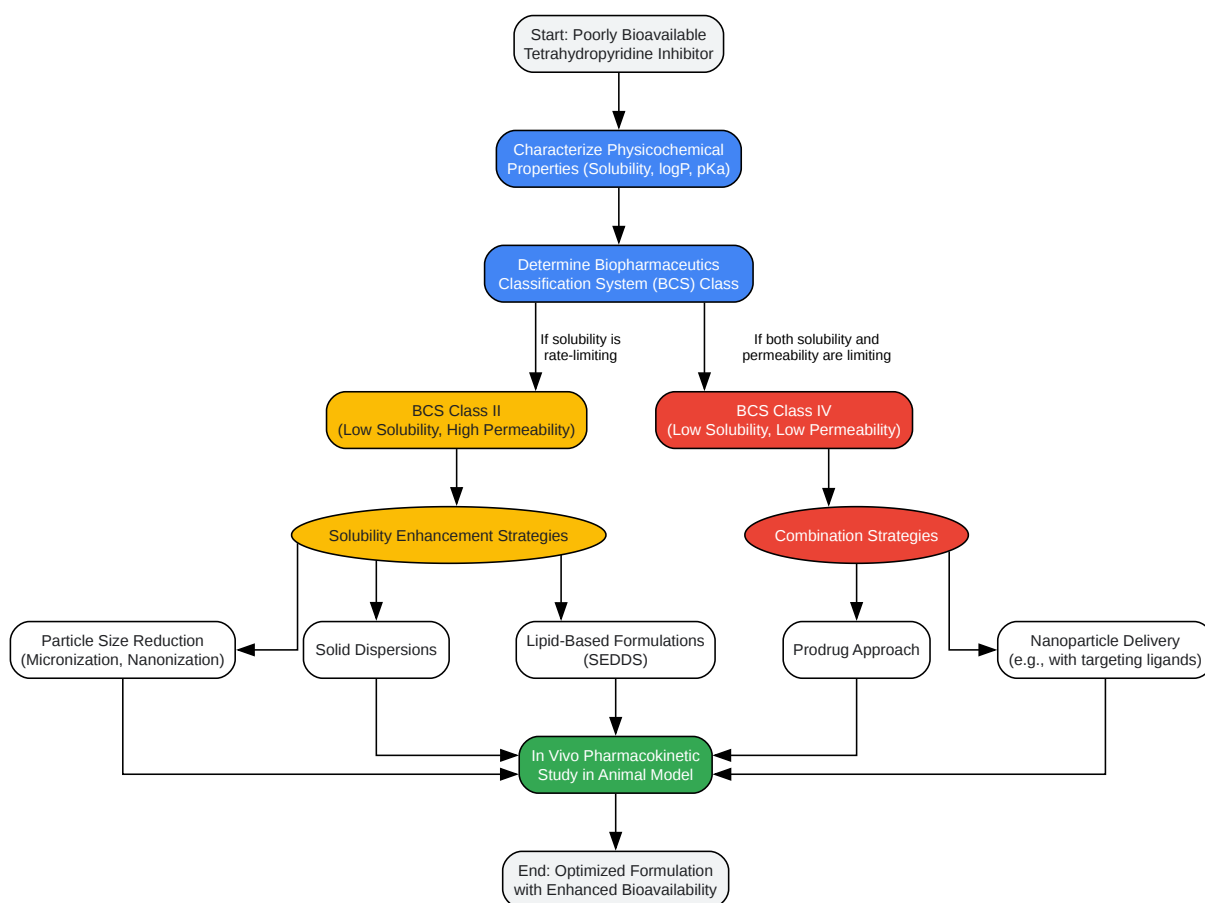 Start: Poorly Bioavailable
Tetrahydropyridine Inhibitor
Characterize Physicochemical
Properties (Solubility, logP, pKa)
Determine Biopharmaceutics
Classification System (BCS) Class
If solubility is
rate-limiting
If both solubility and
permeability are limiting
BCS Class II
(Low Solubility, High Permeability)
BCS Class IV
(Low Solubility, Low Permeability)
Solubility Enhancement Strategies
Combination Strategies
Particle Size Reduction
(Micronization, Nanonization)
Solid Dispersions
Lipid-Based Formulations
(SEDDS)
Prodrug Approach
Nanoparticle Delivery
(e.g., with targeting ligands)
In Vivo Pharmacokinetic
Study in Animal Model
End: Optimized Formulation
with Enhanced Bioavailability